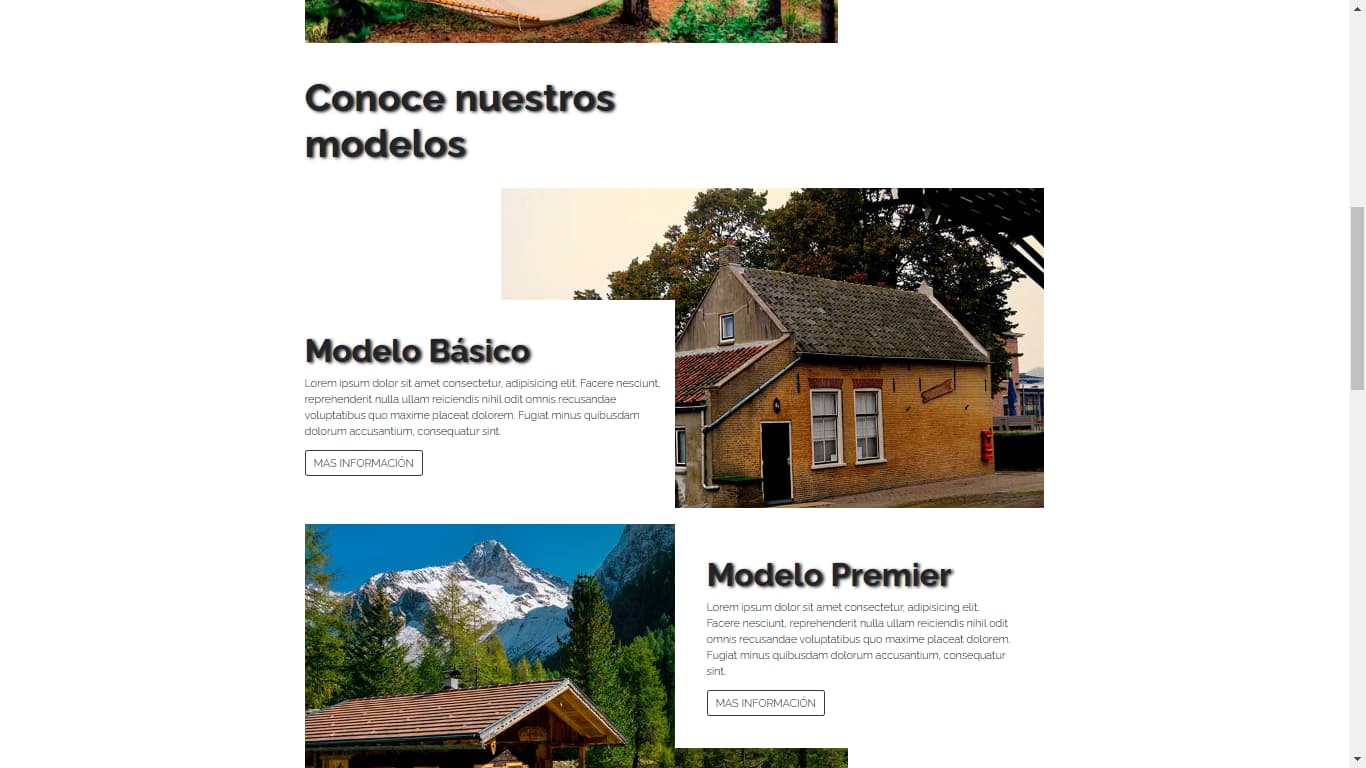 Conoce nuestros
modelos
Modelo Básico
Lorem ipsum dolor sit amet consectetur, adipisicing elit. Facere nesciunt,
reprehenderit nulla ullam reiciendis nihil odit omnis recusandae
voluptatibus quo maxime placeat dolorem. Fugiat minus quibusdam
dolorum accusantium, consequatur sint.
MAS INFORMACIÓN
Modelo Premier
Lorem ipsum dolor sit amet consectetur, adipisicing elit.
Facere nesciunt, reprehenderit nulla ullam reiciendis nihil odit
omnis recusandae voluptatibus quo maxime placeat dolorem.
Fugiat minus quibusdam dolorum accusantium, consequatur
sint.
MAS INFORMACIÓN